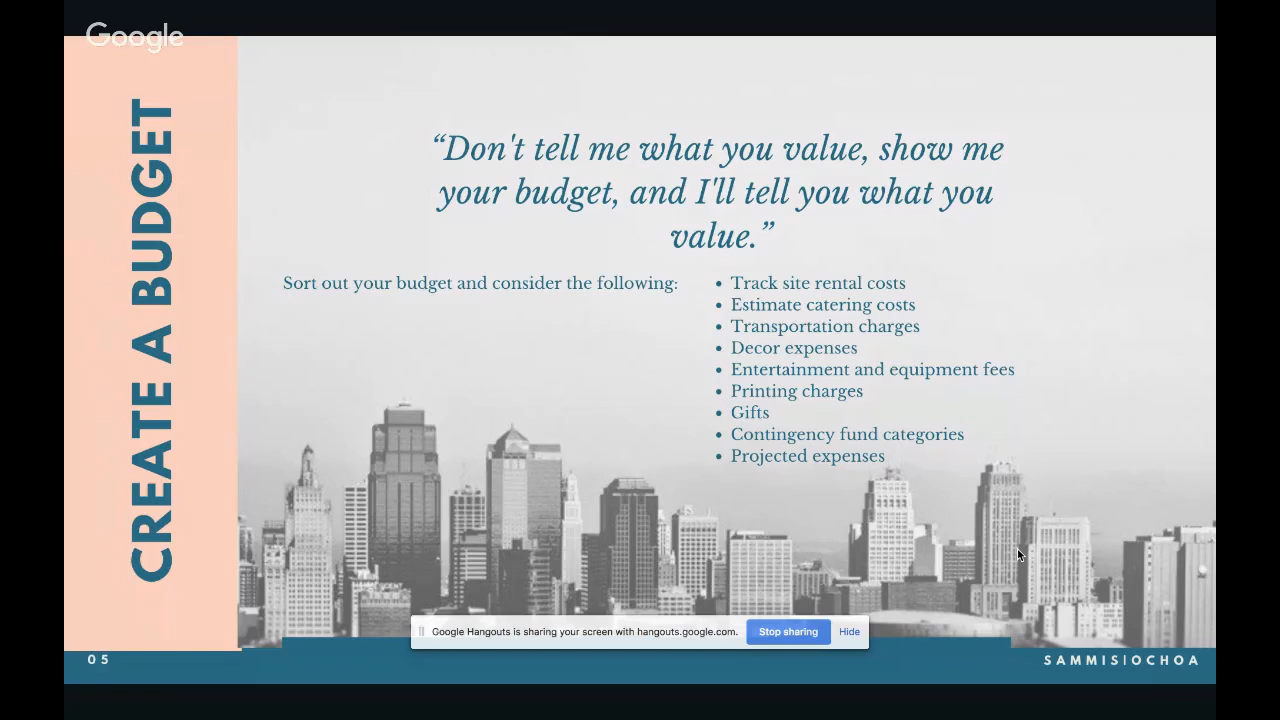 Google
CREATE A BUDGET
“Don't tell me what you value, show me
your budget, and I'll tell you what you
value.”
Sort out your budget and consider the following:
• Track site rental costs
• Estimate catering costs
• Transportation charges
• Decor expenses
• Entertainment and equipment fees
• Printing charges
• Gifts
• Contingency fund categories
• Projected expenses
Google Hangouts is sharing your screen with hangouts.google.com.
Stop sharing
Hide
05
SAMMIS|OCHOA